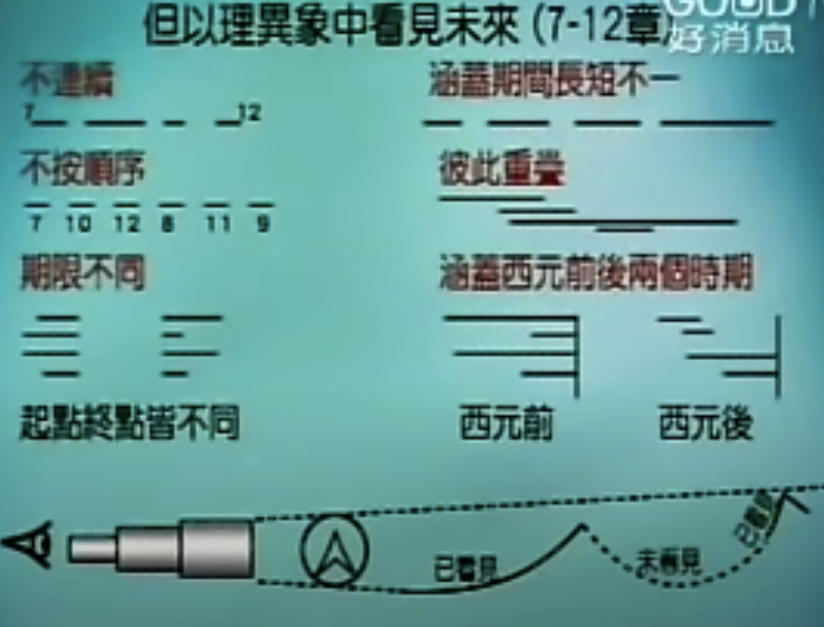 但以理異象中看見未來 (7-12章)
GOOD
好消息
不連續
7 12
涵蓋期間長短不一
不按順序
7 10 12 8 11 9
彼此重疊
期限不同
涵蓋西元前後兩個時期
起點終點皆不同
西元前 西元後
已看見
未看見
已看見